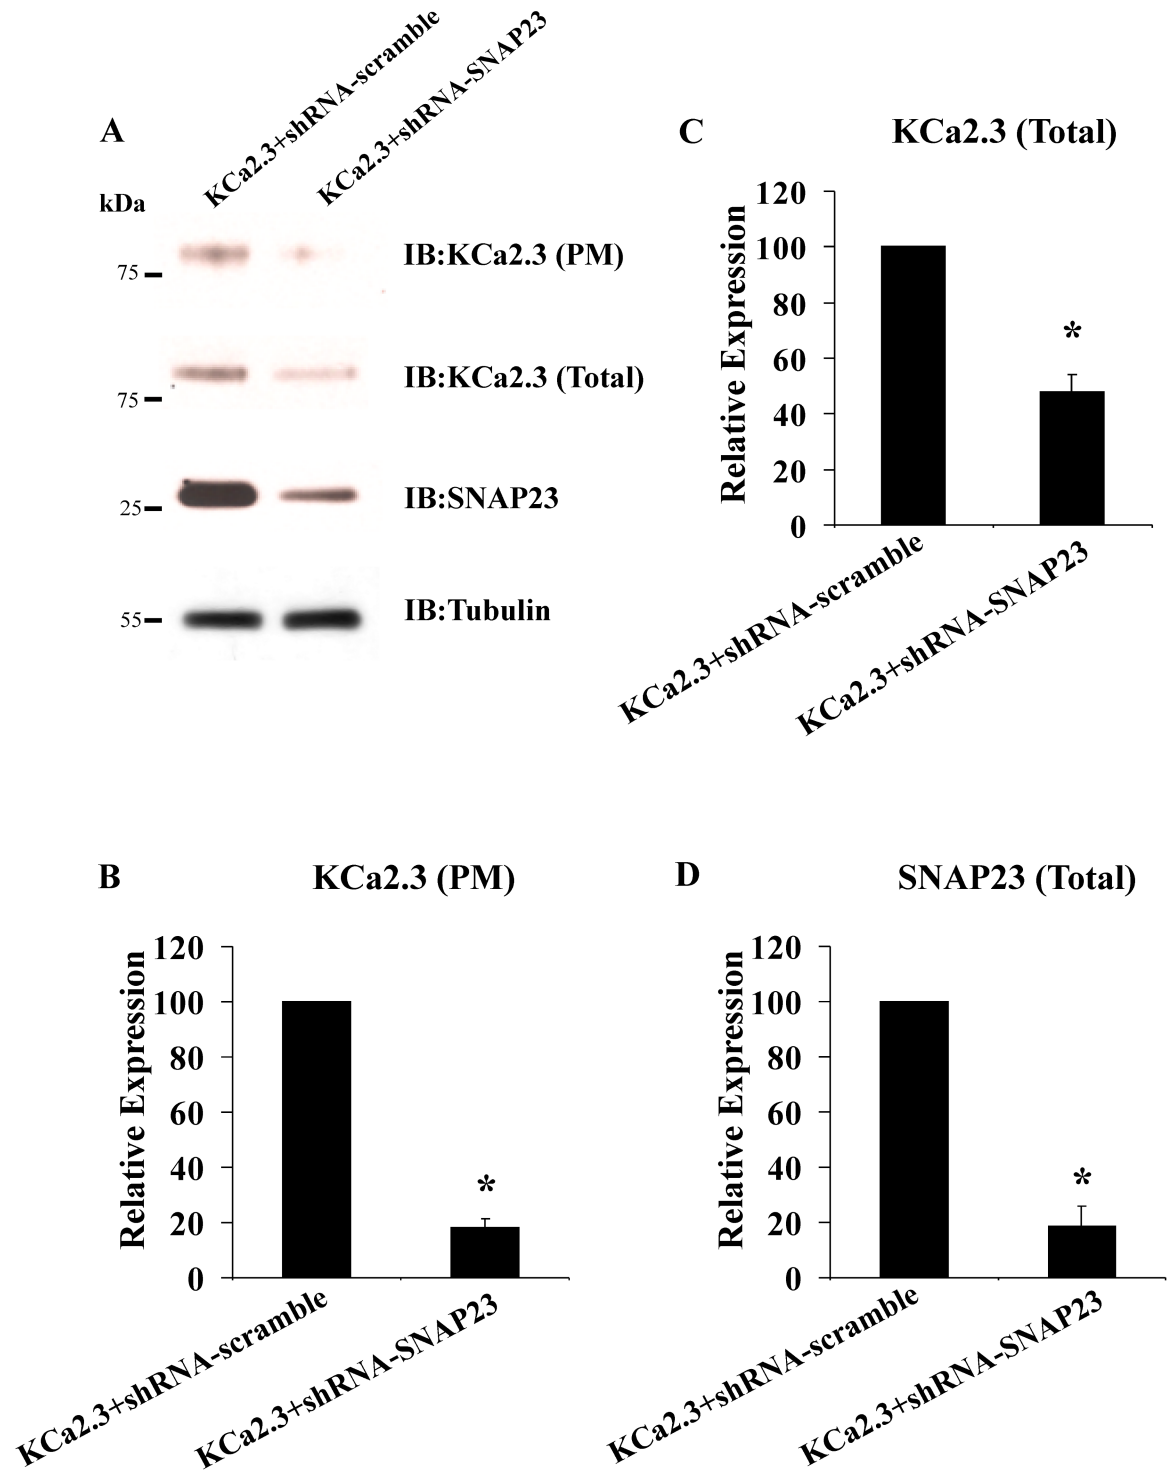 A
KCa2.3+shRNA-scramble
KCa2.3+shRNA-SNAP23
kDa
75
IB:KCa2.3 (PM)
75
IB:KCa2.3 (Total)
25
IB:SNAP23
55
IB:Tubulin
C
KCa2.3 (Total)
Relative Expression
120
100
80
60
40
20
0
*
KCa2.3+shRNA-scramble
KCa2.3+shRNA-SNAP23
B
KCa2.3 (PM)
Relative Expression
120
100
80
60
40
20
0
*
KCa2.3+shRNA-scramble
KCa2.3+shRNA-SNAP23
D
SNAP23 (Total)
Relative Expression
120
100
80
60
40
20
0
*
KCa2.3+shRNA-scramble
KCa2.3+shRNA-SNAP23